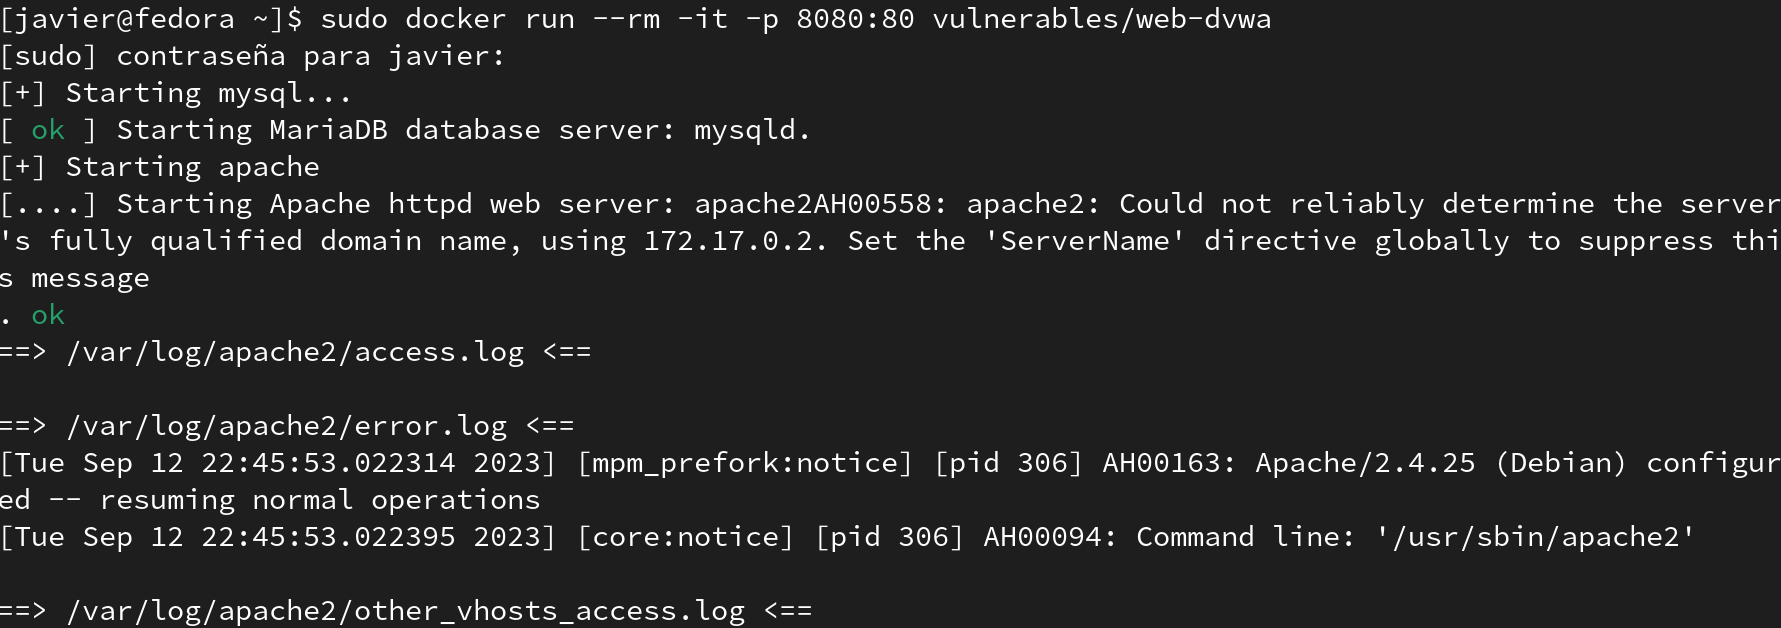 [javier@fedora ~]$ sudo docker run --rm -it -p 8080:80 vulnerables/web-dvwa
[sudo] contraseña para javier:
[+] Starting mysql...
[ ok ] Starting MariaDB database server: mysqld.
[+] Starting apache
[....] Starting Apache httpd web server: apache2AH00558: apache2: Could not reliably determine the server
's fully qualified domain name, using 172.17.0.2. Set the 'ServerName' directive globally to suppress thi
s message
. ok
==> /var/log/apache2/access.log <==

==> /var/log/apache2/error.log <==
[Tue Sep 12 22:45:53.022314 2023] [mpm_prefork:notice] [pid 306] AH00163: Apache/2.4.25 (Debian) configur
ed -- resuming normal operations
[Tue Sep 12 22:45:53.022395 2023] [core:notice] [pid 306] AH00094: Command line: '/usr/sbin/apache2'

==> /var/log/apache2/other_vhosts_access.log <==